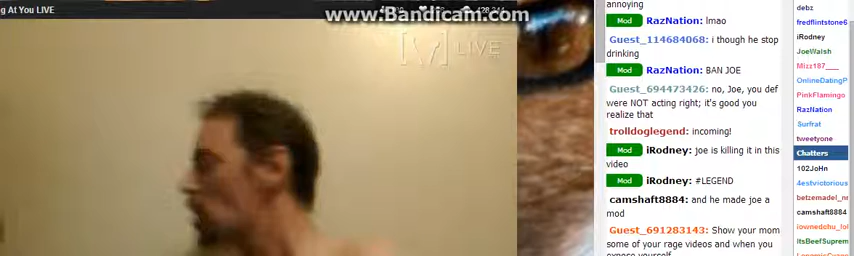 g At You LIVE
www.Bandicam.com
LIVE
annoying
Mod RazNation: lmao
Guest_114684068: i though he stop
drinking
Mod RazNation: BAN JOE
Guest_694473426: no, Joe, you def
were NOT acting right; it's good you
realize that
trolldoglegend: incoming!
Mod iRodney: joe is killing it in this
video
Mod iRodney: #LEGEND
camshaft8884: and he made joe a
mod
Guest_691283143: Show your mom
some of your rage videos and when you
debz
fredflintstone6
iRodney
JoeWalsh
Mizz187___
OnlineDatingP
PinkFlamingo
RazNation
Surfrat
tweetyone
Chatters
102JoHn
4estvictorious
betzemadel_nr
camshaft8884
iownedchu_lol
ItsBeefSuprem